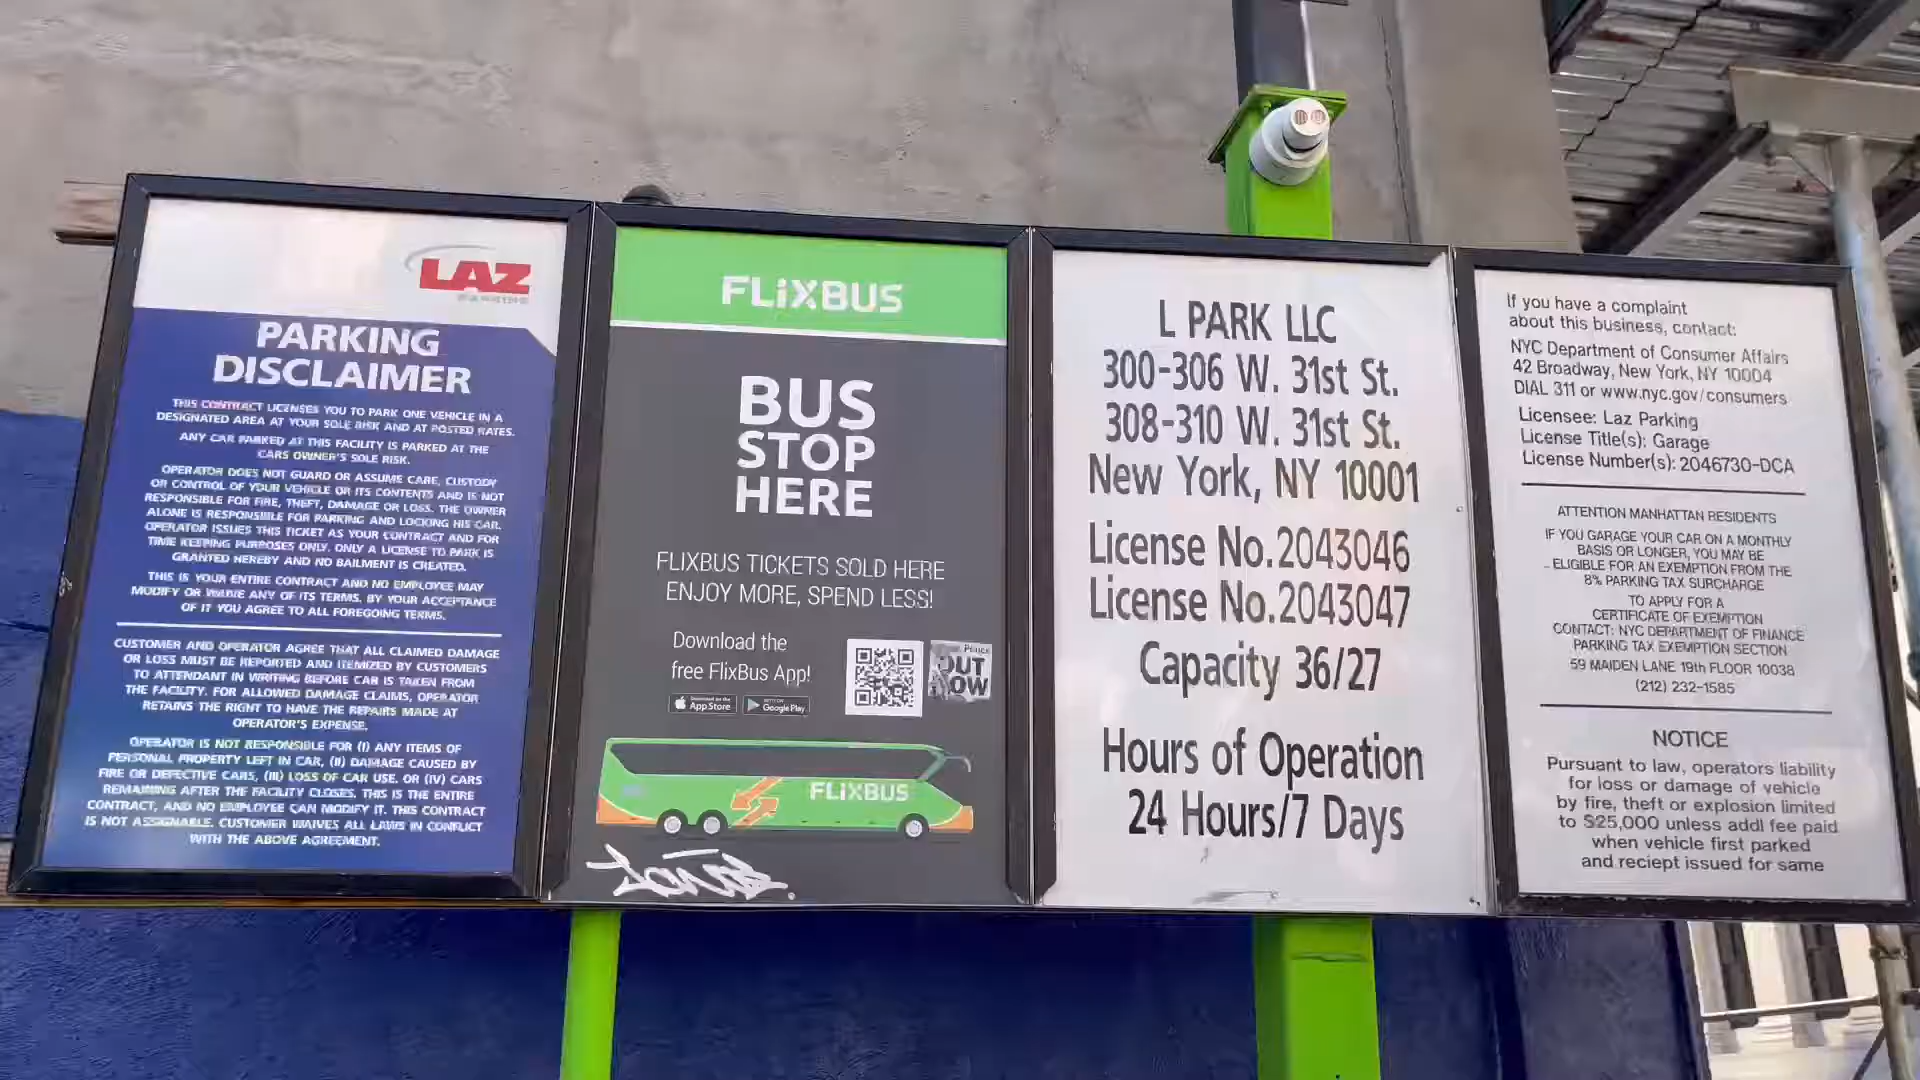 LAZ
PARKING
PARKING
DISCLAIMER
THIS CONTRACT LICENSES YOU TO PARK ONE VEHICLE IN A
DESIGNATED AREA AT YOUR SOLE RISK AND AT POSTED RATES.
ANY CAR PARKED AT THIS FACILITY IS PARKED AT THE
CARS OWNER'S SOLE RISK.
OPERATOR DOES NOT GUARD OR ASSUME CARE, CUSTODY
OR CONTROL OF YOUR VEHICLE OR ITS CONTENTS AND IS NOT
RESPONSIBLE FOR FIRE, THEFT, DAMAGE OR LOSS. THE OWNER
ALONE IS RESPONSIBLE FOR PARKING AND LOCKING HIS CAR.
OPERATOR ISSUES THIS TICKET AS YOUR CONTRACT AND FOR
TIME KEEPING PURPOSES ONLY. ONLY A LICENSE TO PARK IS
GRANTED HEREBY AND NO BAILMENT IS CREATED.
THIS IS YOUR ENTIRE CONTRACT AND NO EMPLOYEE MAY
MODIFY OR WAIVE ANY OF ITS TERMS. BY YOUR ACCEPTANCE
OF IT YOU AGREE TO ALL FOREGOING TERMS.
CUSTOMER AND OPERATOR AGREE THAT ALL CLAIMED DAMAGE
OR LOSS MUST BE REPORTED AND ITEMIZED BY CUSTOMERS
TO ATTENDANT IN WRITING BEFORE CAR IS TAKEN FROM
THE FACILITY. FOR ALLOWED DAMAGE CLAIMS, OPERATOR
RETAINS THE RIGHT TO HAVE THE REPAIRS MADE AT
OPERATOR'S EXPENSE.
OPERATOR IS NOT RESPONSIBLE FOR (I) ANY ITEMS OF
PERSONAL PROPERTY LEFT IN CAR, (II) DAMAGE CAUSED BY
FIRE OR DEFECTIVE CARS, (III) LOSS OF CAR USE, OR (IV) CARS
REMAINING AFTER THE FACILITY CLOSES. THIS IS THE ENTIRE
CONTRACT, AND NO EMPLOYEE CAN MODIFY IT. THIS CONTRACT
IS NOT ASSIGNABLE. CUSTOMER WAIVES ALL LAWS IN CONFLICT
WITH THE ABOVE AGREEMENT.
FLiXBUS
BUS
STOP
HERE
FLIXBUS TICKETS SOLD HERE
ENJOY MORE, SPEND LESS!
Download the
free FlixBus App!
App Store
Google Play
OUT
NOW
FLiXBUS
L PARK LLC
300-306 W. 31st St.
308-310 W. 31st St.
New York, NY 10001
License No.2043046
License No.2043047
Capacity 36/27
Hours of Operation
24 Hours/7 Days
If you have a complaint
about this business, contact:
NYC Department of Consumer Affairs
42 Broadway, New York, NY 10004
DIAL 311 or www.nyc.gov/consumers
Licensee: Laz Parking
License Title(s): Garage
License Number(s): 2046730-DCA
ATTENTION MANHATTAN RESIDENTS
IF YOU GARAGE YOUR CAR ON A MONTHLY
BASIS OR LONGER, YOU MAY BE
ELIGIBLE FOR AN EXEMPTION FROM THE
8% PARKING TAX SURCHARGE
TO APPLY FOR A
CERTIFICATE OF EXEMPTION
CONTACT: NYC DEPARTMENT OF FINANCE
PARKING TAX EXEMPTION SECTION
59 MAIDEN LANE 19th FLOOR 10038
(212) 232-1585
NOTICE
Pursuant to law, operators liability
for loss or damage of vehicle
by fire, theft or explosion limited
to $25,000 unless addl fee paid
when vehicle first parked
and reciept issued for same